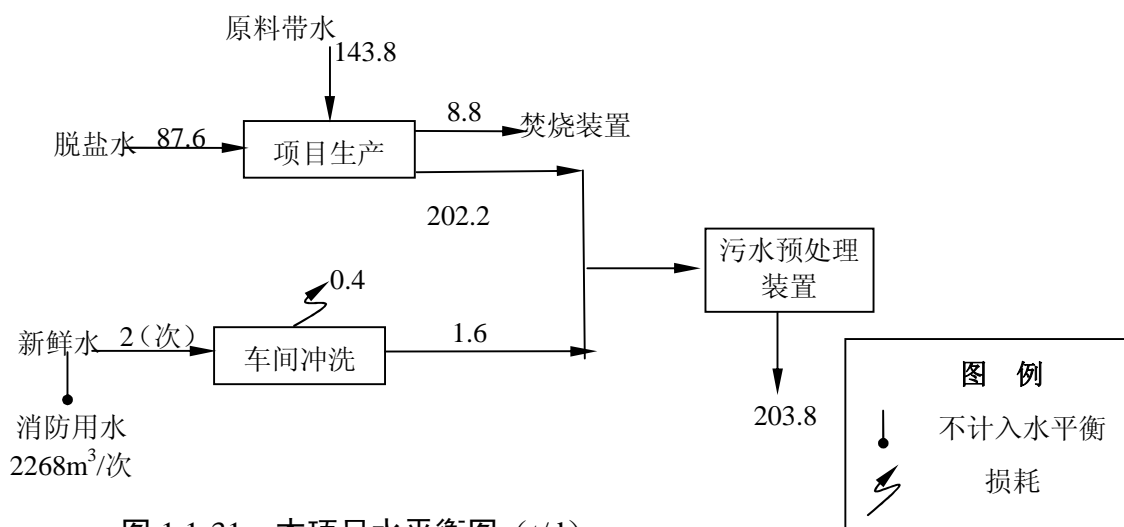 原料带水
143.8
8.8
焚烧装置
脱盐水
87.6
项目生产
202.2
污水预处理
装置
0.4
新鲜水
2（次）
车间冲洗
1.6
203.8
消防用水
2268m³/次
图 例
不计入水平衡
损耗
图 1.1-31 本项目水平衡图 (t/d)